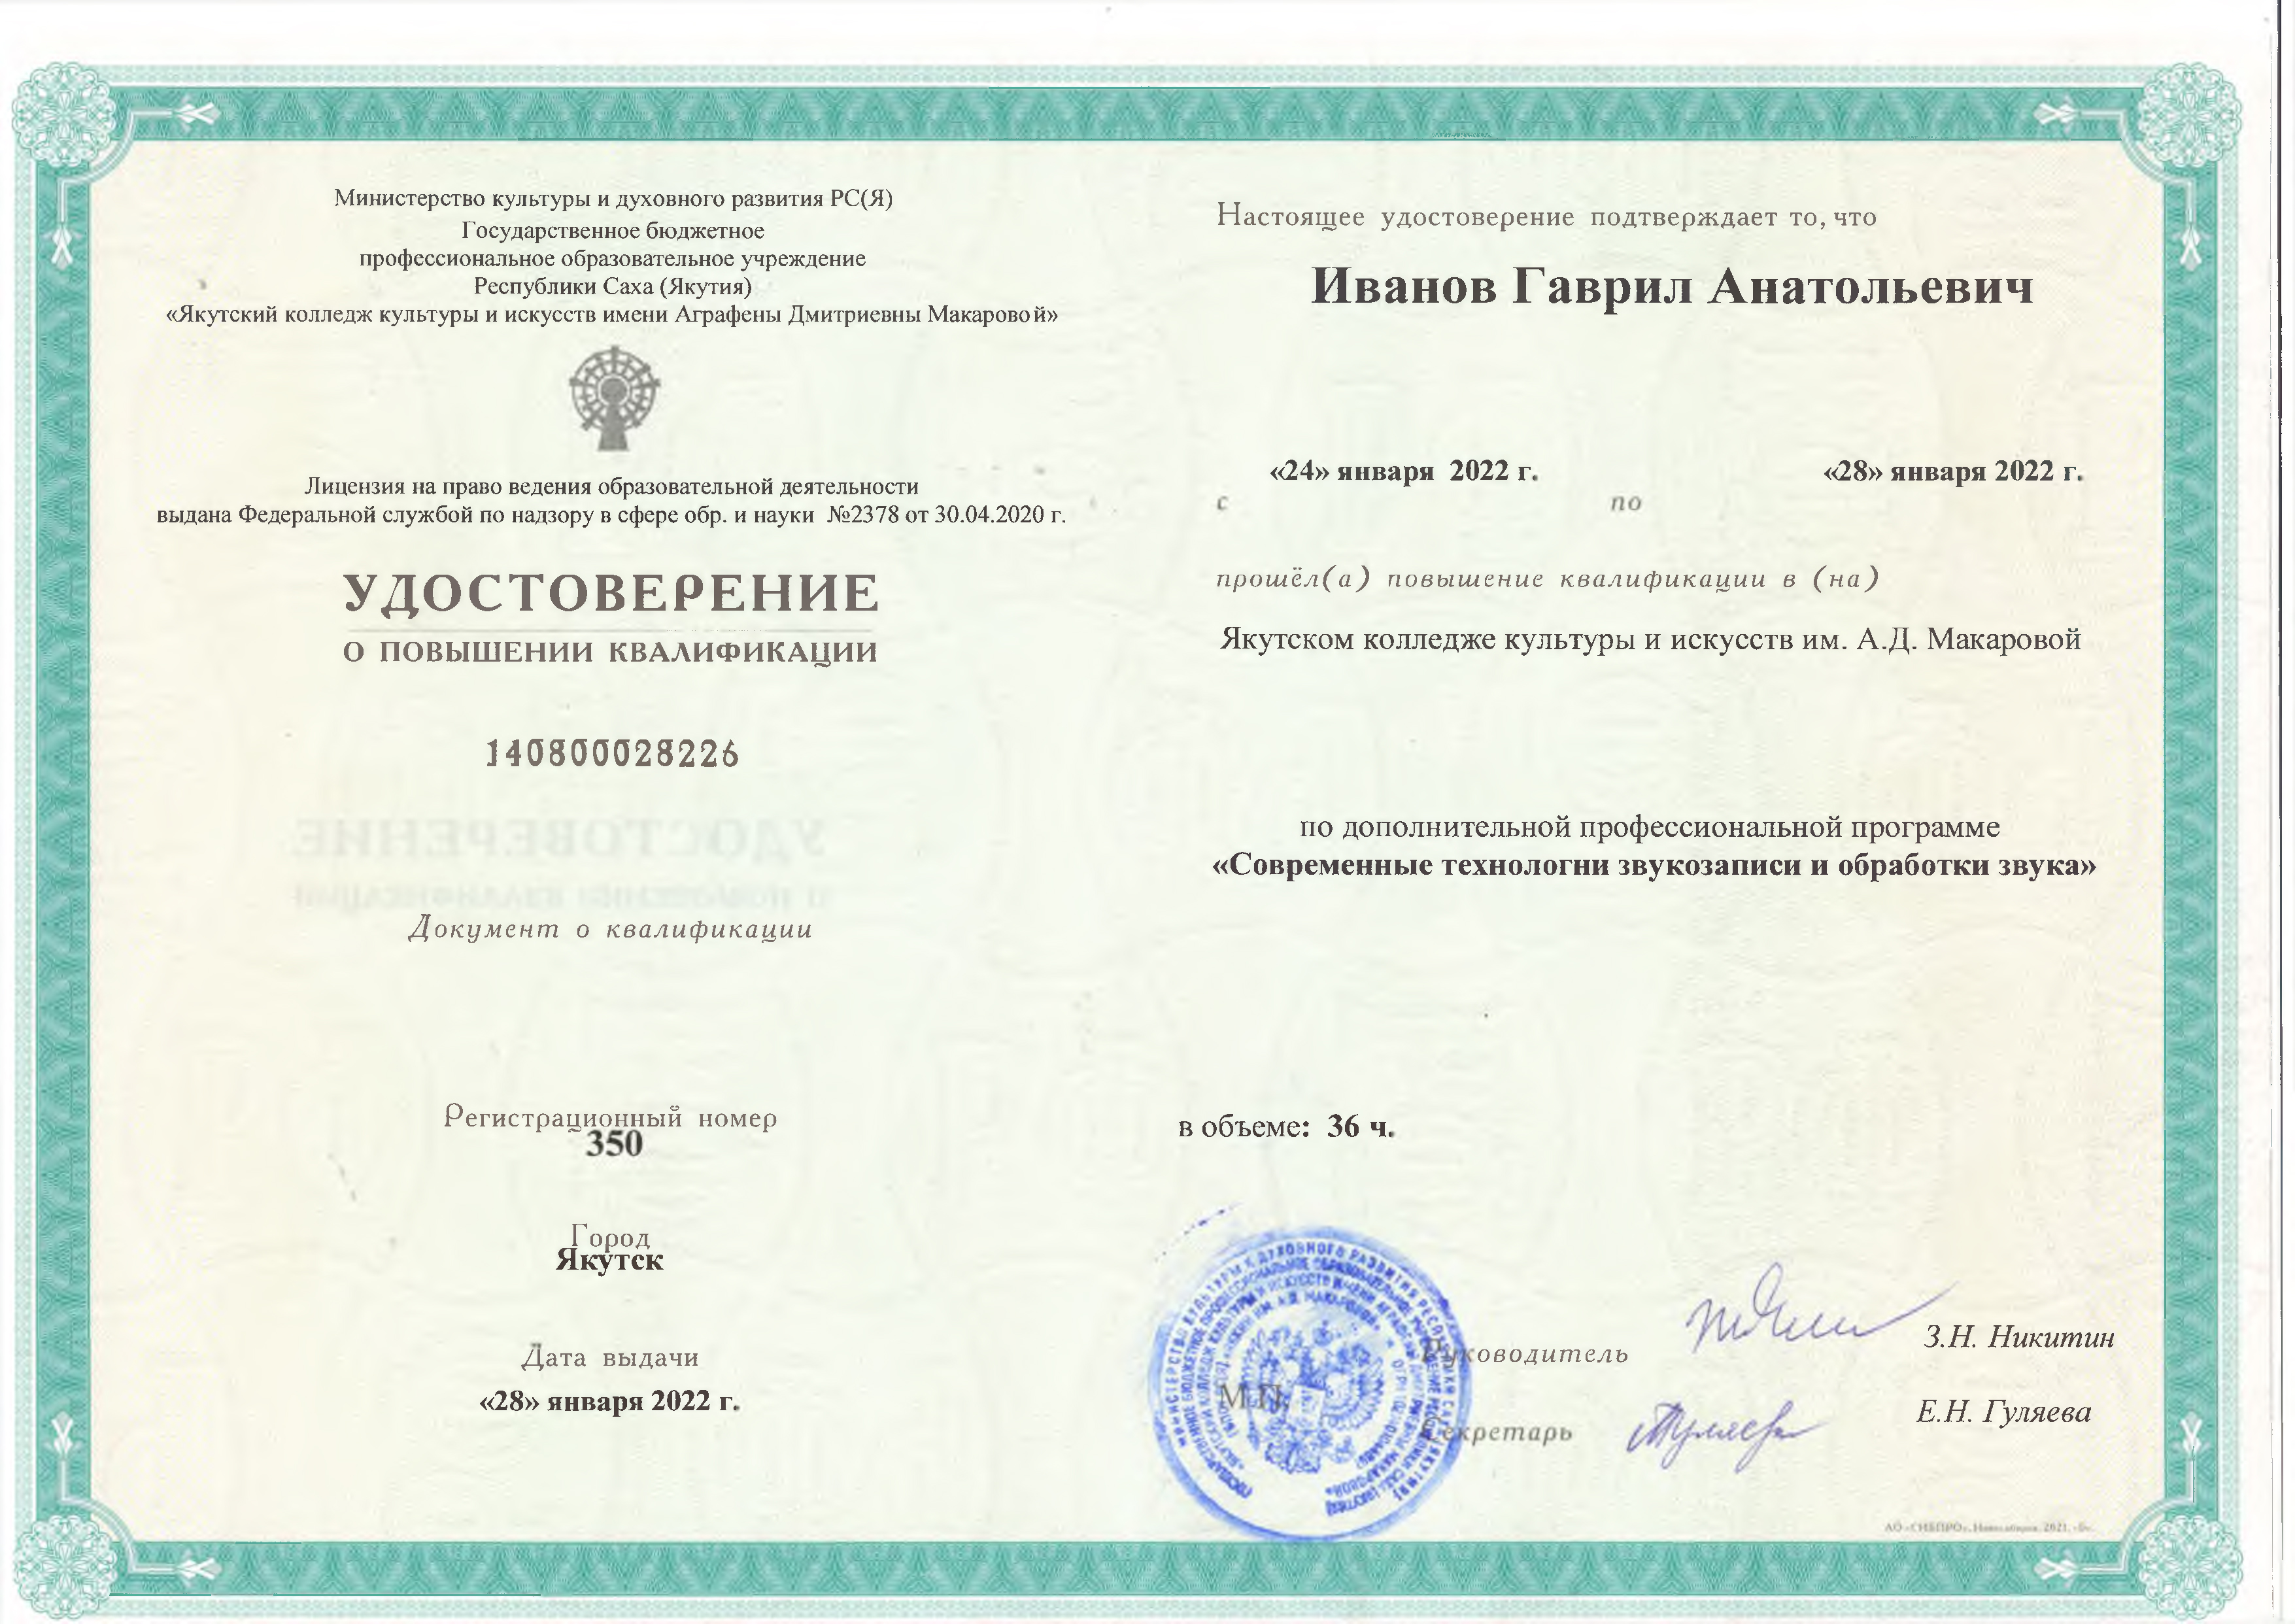 Министерство культуры и духовного развития РС(Я)
Государственное бюджетное
профессиональное образовательное учреждение
Республики Саха (Якутия)
«Якутский колледж культуры и искусств имени Аграфены Дмитриевны Макаровой»
Лицензия на право ведения образовательной деятельности
выдана Федеральной службой по надзору в сфере обр. и науки №2378 от 30.04.2020 г.
УДОСТОВЕРЕНИЕ
О ПОВЫШЕНИИ КВАЛИФИКАЦИИ
140800028226
Документ о квалификации
Регистрационный номер
350
Город
Якутск
Дата выдачи
«28» января 2022 г.
Настоящее удостоверение подтверждает то, что
Иванов Гаврил Анатольевич
«24» января 2022 г. «28» января 2022 г.
с по
прошёл(а) повышение квалификации в (на)
Якутском колледже культуры и искусств им. А.Д. Макаровой
по дополнительной профессиональной программе
«Современные технологии звукозаписи и обработки звука»
в объеме: 36 ч.
Руководитель З.Н. Никитин
М.П.
Секретарь Е.Н. Гуляева